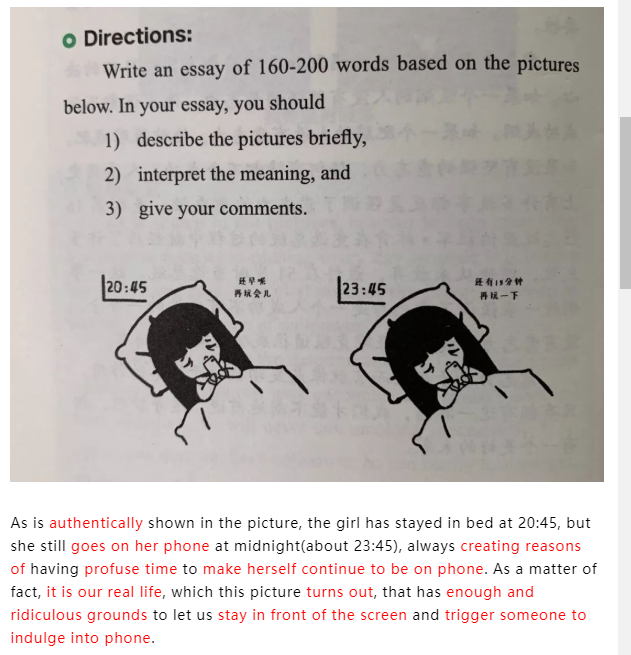 Directions:
Write an essay of 160-200 words based on the pictures
below. In your essay, you should
1) describe the pictures briefly,
2) interpret the meaning, and
3) give your comments.
20:45
还早呢
再玩会儿
23:45
还有15分钟
再玩一下
As is authentically shown in the picture, the girl has stayed in bed at 20:45, but
she still goes on her phone at midnight(about 23:45), always creating reasons
of having profuse time to make herself continue to be on phone. As a matter of
fact, it is our real life, which this picture turns out, that has enough and
ridiculous grounds to let us stay in front of the screen and trigger someone to
indulge into phone.